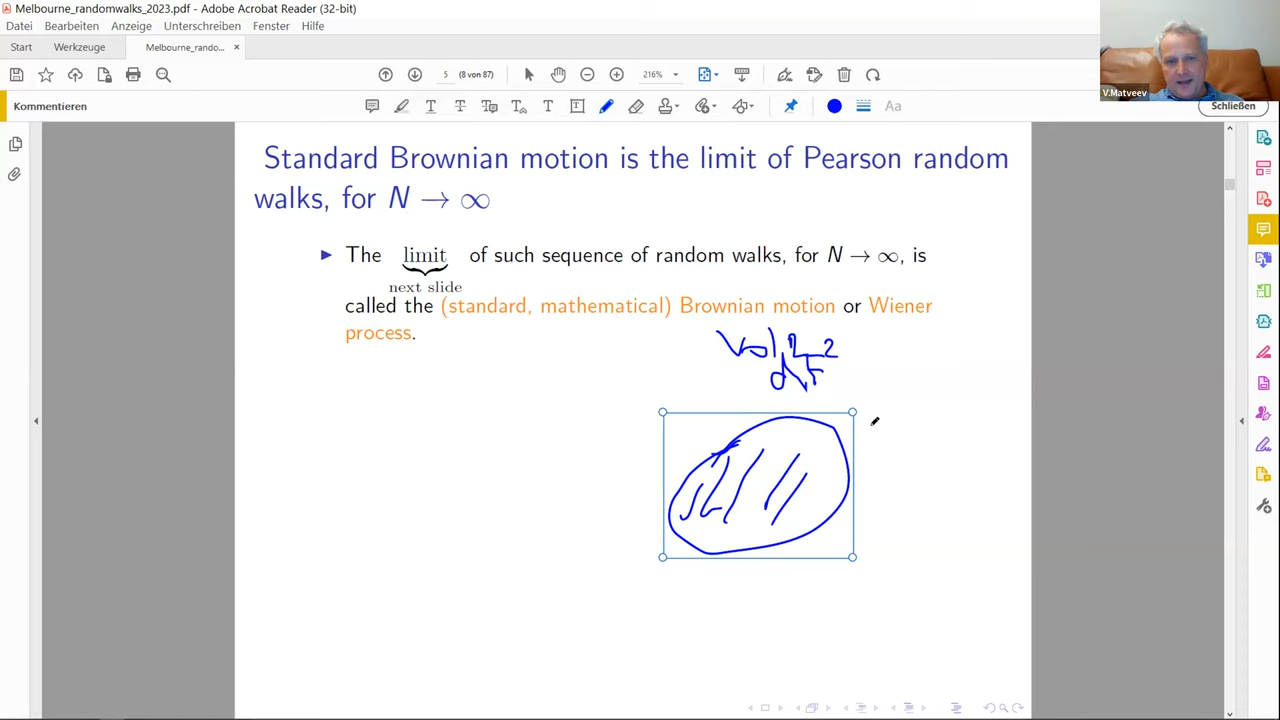 Melbourne_randomwalks_2023.pdf - Adobe Acrobat Reader (32-bit)
Datei Bearbeiten Anzeige Unterschreiben Fenster Hilfe
Start Werkzeuge Melbourne_rando... ×
5 (8 von 87) 216%
V.Matveev
Kommentieren Aa Schließen
Standard Brownian motion is the limit of Pearson random
walks, for N → ∞
▶ The limit of such sequence of random walks, for N → ∞, is
next slide
called the (standard, mathematical) Brownian motion or Wiener
process.